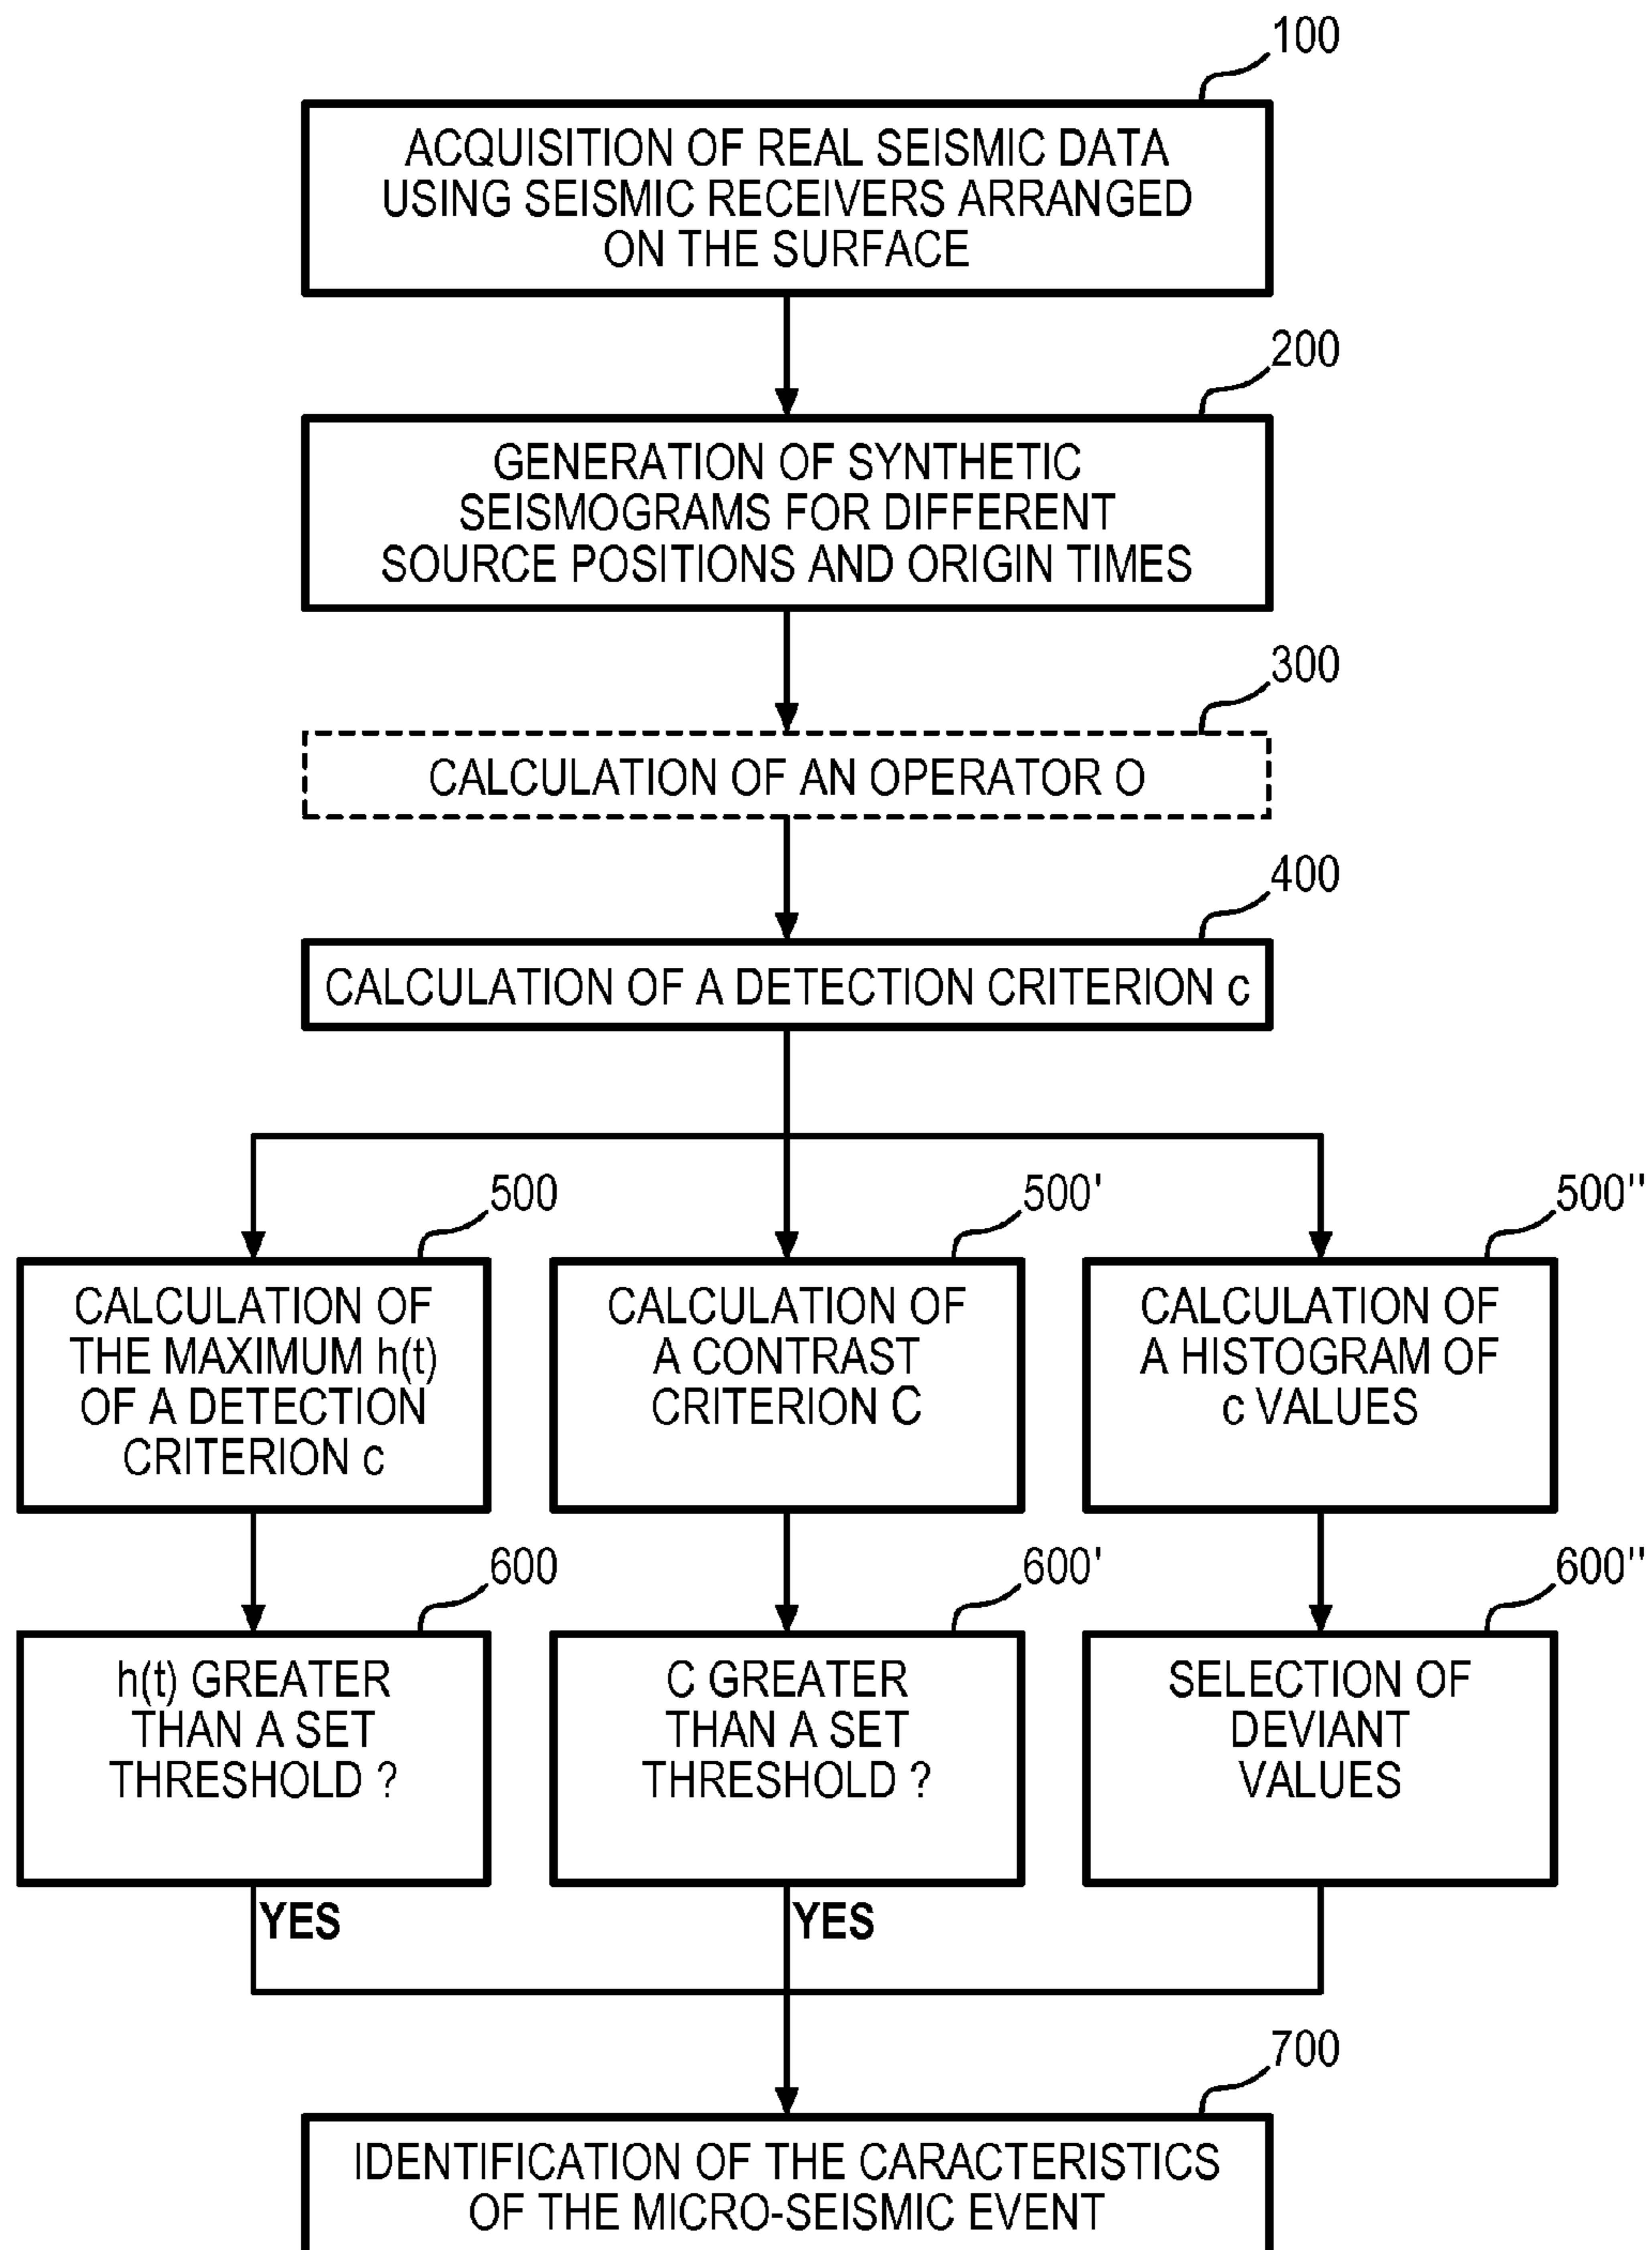 100
ACQUISITION OF REAL SEISMIC DATA
USING SEISMIC RECEIVERS ARRANGED
ON THE SURFACE
200
GENERATION OF SYNTHETIC
SEISMOGRAMS FOR DIFFERENT
SOURCE POSITIONS AND ORIGIN TIMES
300
CALCULATION OF AN OPERATOR O
400
CALCULATION OF A DETECTION CRITERION c
500
CALCULATION OF
THE MAXIMUM h(t)
OF A DETECTION
CRITERION c
500'
CALCULATION OF
A CONTRAST
CRITERION C
500"
CALCULATION OF
A HISTOGRAM OF
c VALUES
600
h(t) GREATER
THAN A SET
THRESHOLD ?
600'
C GREATER
THAN A SET
THRESHOLD ?
600"
SELECTION OF
DEVIANT
VALUES
YES
YES
700
IDENTIFICATION OF THE CARACTERISTICS
OF THE MICRO-SEISMIC EVENT